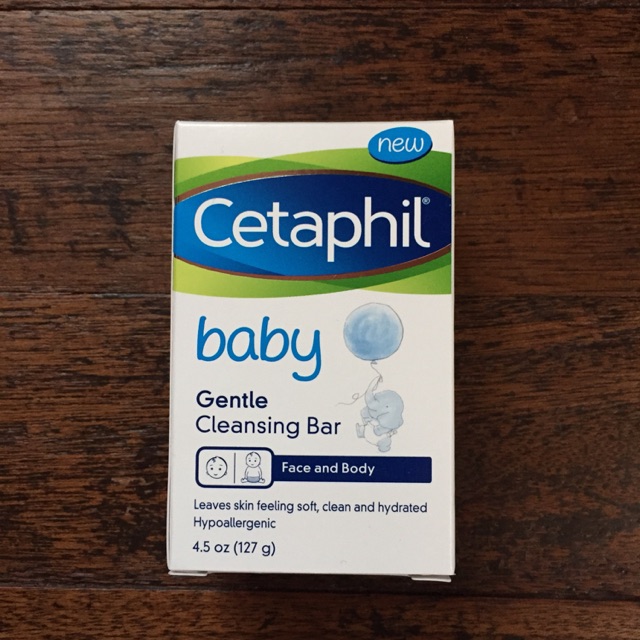 new
Cetaphil®
baby
Gentle
Cleansing Bar
Face and Body
Leaves skin feeling soft, clean and hydrated
Hypoallergenic
4.5 oz (127 g)